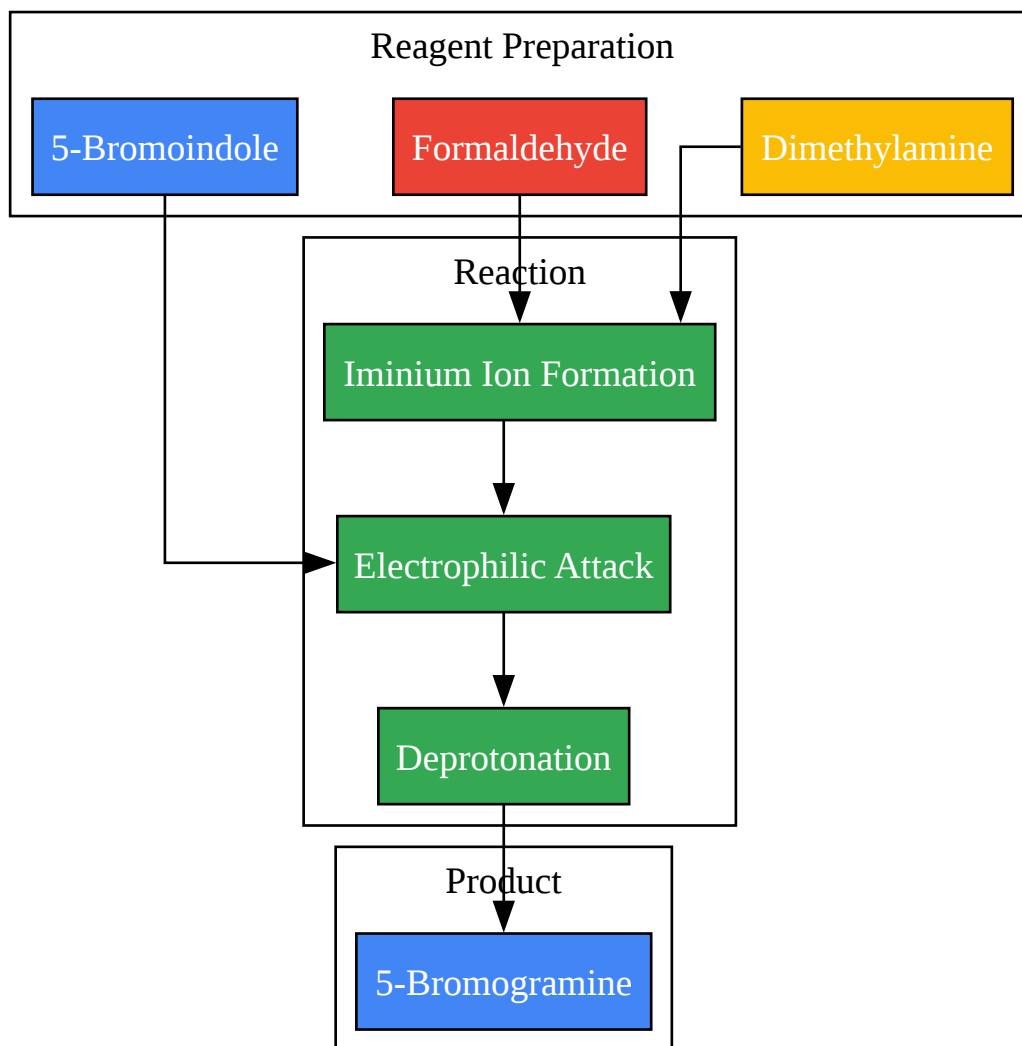 Reagent Preparation
5-Bromoindole
Formaldehyde
Dimethylamine
Reaction
Iminium Ion Formation
Electrophilic Attack
Deprotonation
Product
5-Bromogramine